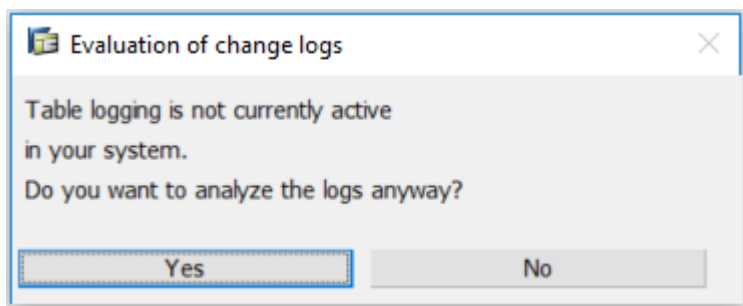 Evaluation of change logs
Table logging is not currently active
in your system.
Do you want to analyze the logs anyway?
Yes
No